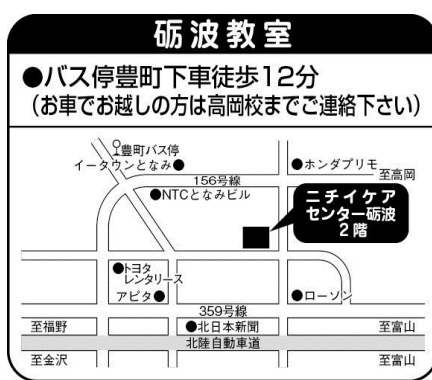 砺波教室
●バス停豊町下車徒歩12分
(お車でお越しの方は高岡校までご連絡下さい)
豊町バス停
イータウンとなみ●
●ホンダプリモ
至高岡
156号線
●NTCとなみビル
ニチイケア
センター砺波
2階
●トヨタ
レンタリース
アピタ●
●ローソン
359号線
至福野
●北日本新聞
至富山
北陸自動車道
至金沢
至富山